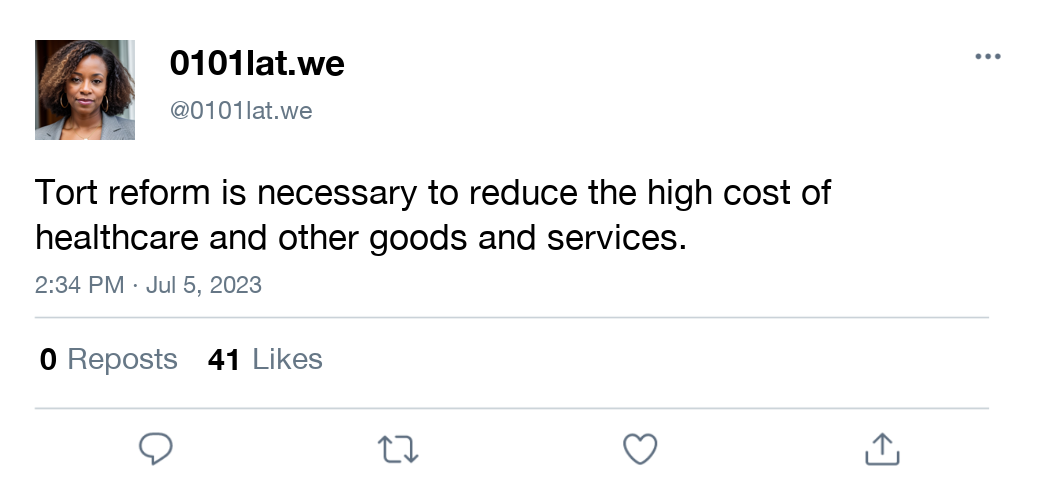 0101lat.we
@0101lat.we
Tort reform is necessary to reduce the high cost of
healthcare and other goods and services.
2:34 PM · Jul 5, 2023
0 Reposts 41 Likes